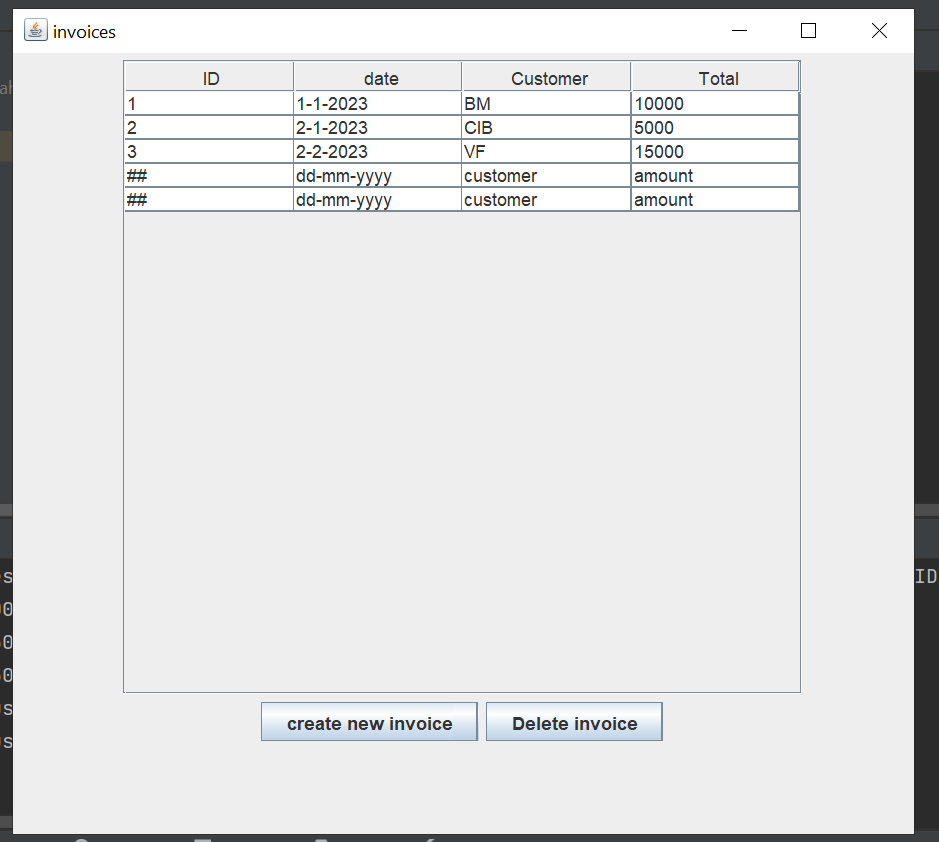 invoices
ID date Customer Total
1 1-1-2023 BM 10000
2 2-1-2023 CIB 5000
3 2-2-2023 VF 15000
## dd-mm-yyyy customer amount
## dd-mm-yyyy customer amount
ID
create new invoice Delete invoice